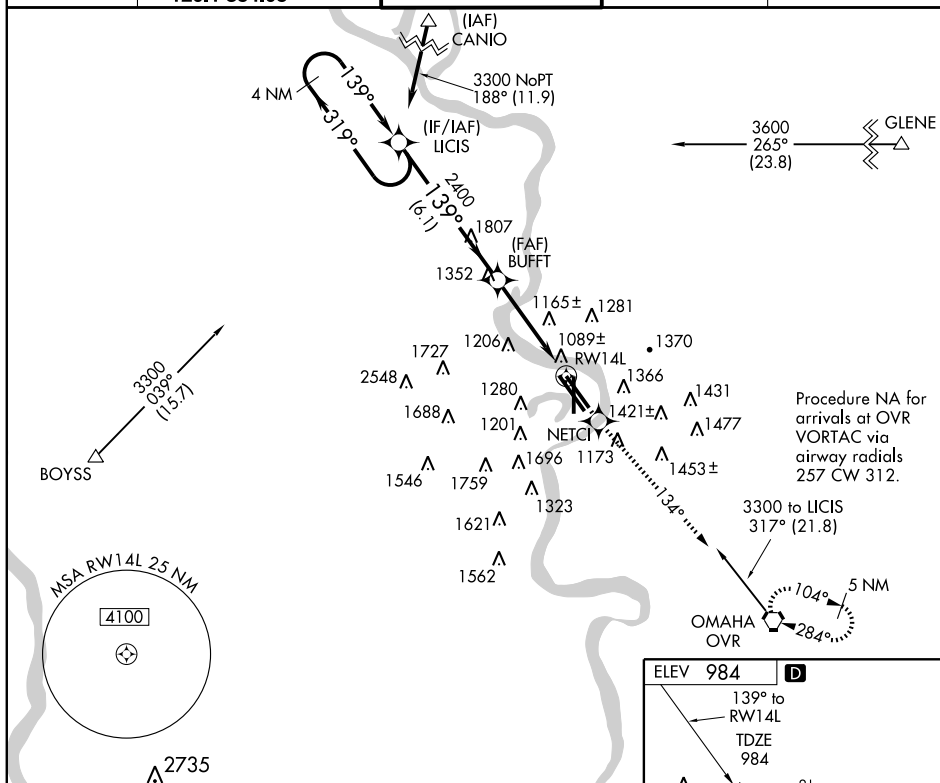 (IAF)
CANIO
3300 NoPT
188° (11.9)
4 NM
139°
319°
(IF/IAF)
LICIS
GLENE
3600
265°
(23.8)
2400
139°
(6.1)
1807
(FAF)
BUFFT
1352
1165±
1281
1206
1089±
RW14L
1370
1727
2548
1366
1280
1431
1688
1421±
1201
1477
NETCI
1173
1696
1453±
1546
1759
1323
1621
1562
Procedure NA for
arrivals at OVR
VORTAC via
airway radials
257 CW 312.
3300
039°
(15.7)
BOYSS
134°
3300 to LICIS
317° (21.8)
104°
5 NM
284°
OMAHA
OVR
MSA RW14L 25 NM
4100
2735
ELEV 984
D
139° to
RW14L
TDZE
984